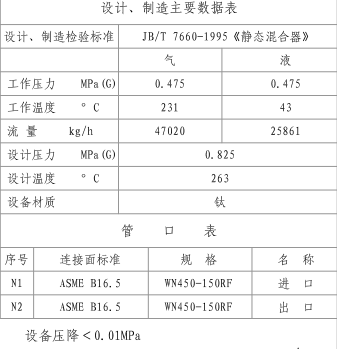 设计、制造主要数据表
设计、制造检验标准 JB/T 7660-1995《静态混合器》
气 液
工作压力 MPa(G) 0.475 0.475
工作温度 °C 231 43
流 量 kg/h 47020 25861
设计压力 MPa(G) 0.825
设计温度 °C 263
设备材质 钛
管 口 表
序号 连接面标准 规 格 名 称
N1 ASME B16.5 WN450-150RF 进 口
N2 ASME B16.5 WN450-150RF 出 口
设备压降＜0.01MPa